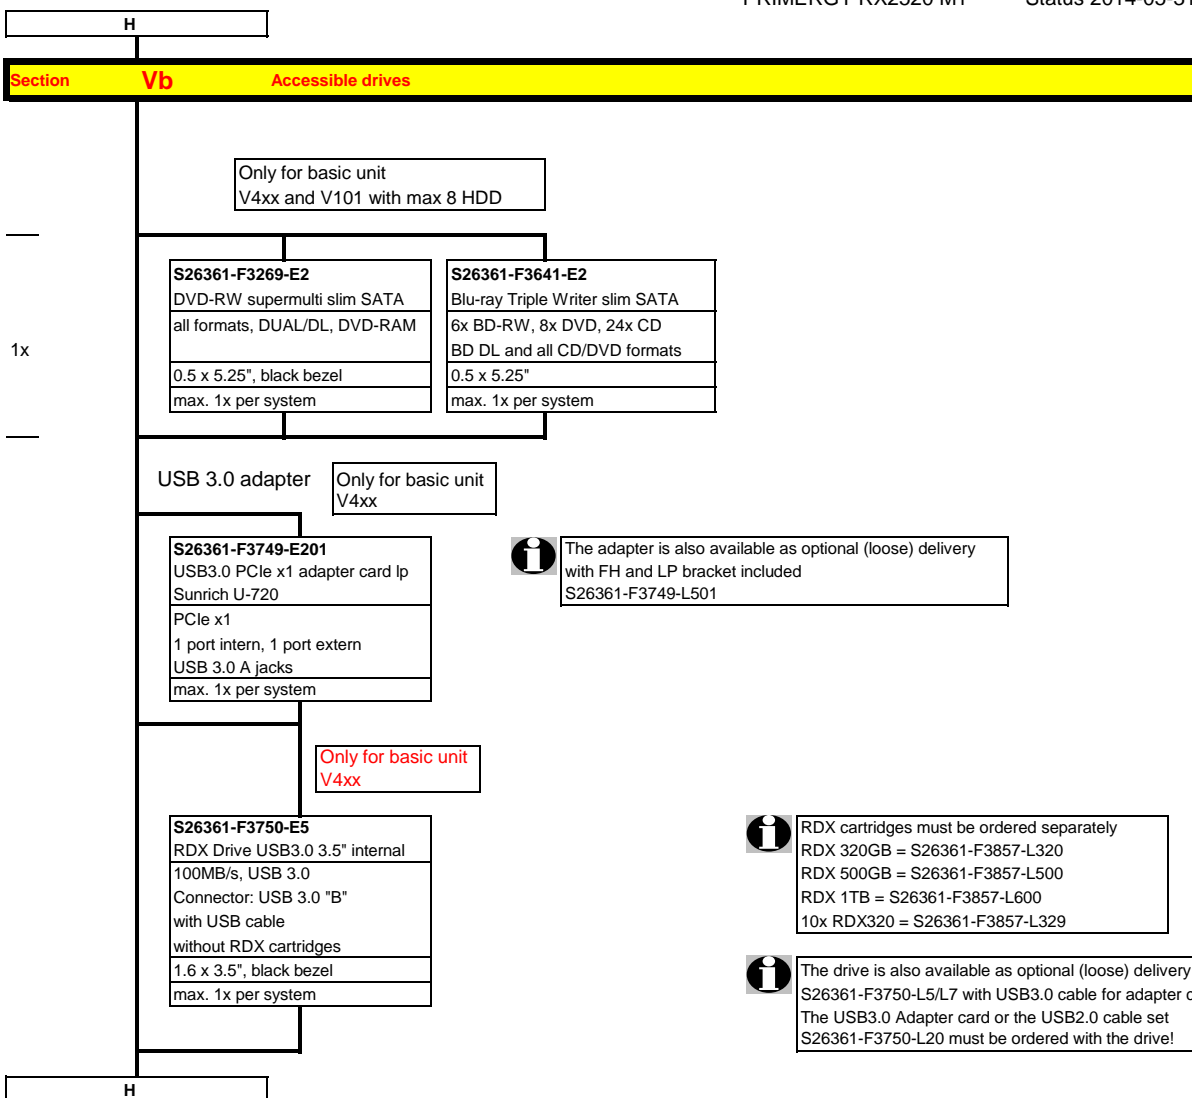 PRIMERGY RX2520 M1 Status 2014-03-31
H
Section Vb Accessible drives
Only for basic unit
V4xx and V101 with max 8 HDD
1x
S26361-F3269-E2
DVD-RW supermulti slim SATA
all formats, DUAL/DL, DVD-RAM
0.5 x 5.25", black bezel
max. 1x per system
S26361-F3641-E2
Blu-ray Triple Writer slim SATA
6x BD-RW, 8x DVD, 24x CD
BD DL and all CD/DVD formats
0.5 x 5.25"
max. 1x per system
USB 3.0 adapter
Only for basic unit
V4xx
S26361-F3749-E201
USB3.0 PCIe x1 adapter card lp
Sunrich U-720
PCIe x1
1 port intern, 1 port extern
USB 3.0 A jacks
max. 1x per system
The adapter is also available as optional (loose) delivery
with FH and LP bracket included
S26361-F3749-L501
Only for basic unit
V4xx
S26361-F3750-E5
RDX Drive USB3.0 3.5" internal
100MB/s, USB 3.0
Connector: USB 3.0 "B"
with USB cable
without RDX cartridges
1.6 x 3.5", black bezel
max. 1x per system
RDX cartridges must be ordered separately
RDX 320GB = S26361-F3857-L320
RDX 500GB = S26361-F3857-L500
RDX 1TB = S26361-F3857-L600
10x RDX320 = S26361-F3857-L329
The drive is also available as optional (loose) delivery
S26361-F3750-L5/L7 with USB3.0 cable for adapter
The USB3.0 Adapter card or the USB2.0 cable set
S26361-F3750-L20 must be ordered with the drive!
H